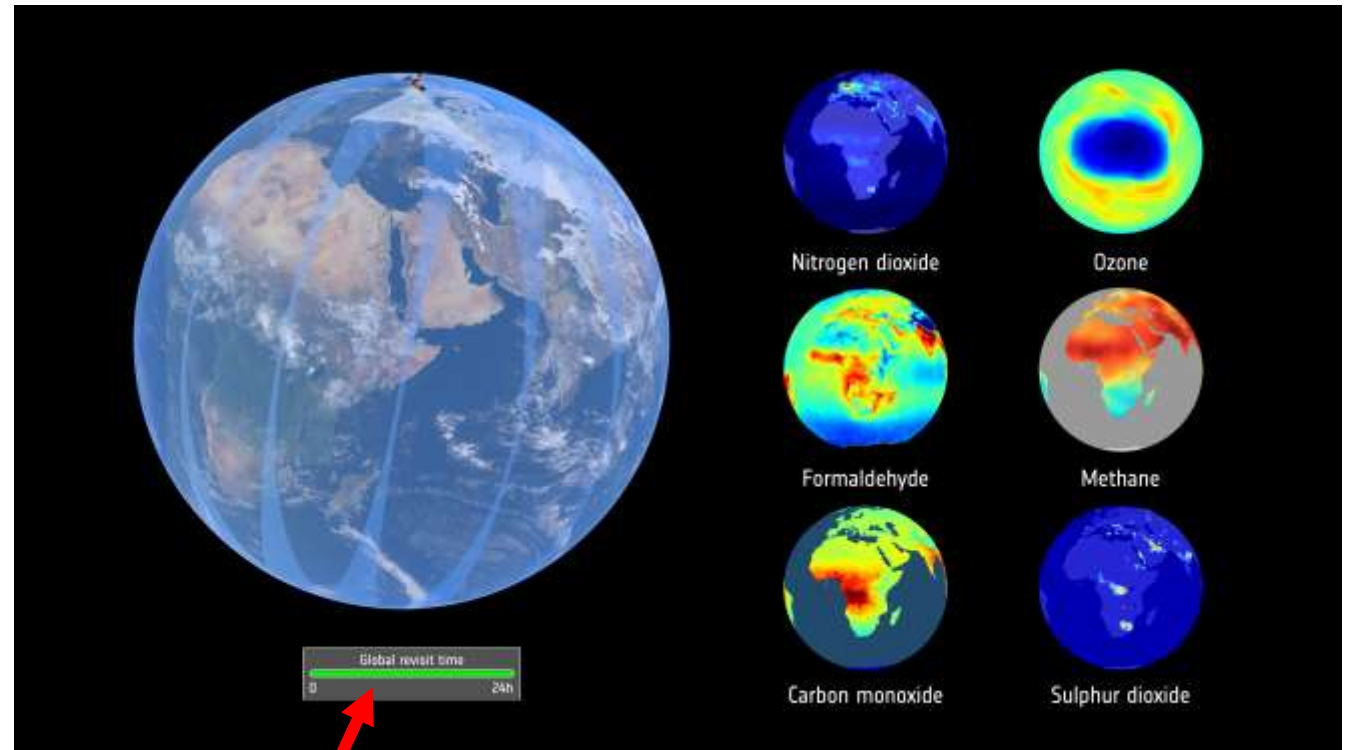 Nitrogen dioxide
Ozone
Formaldehyde
Methane
Carbon monoxide
Sulphur dioxide
Global revisit time
0
24h